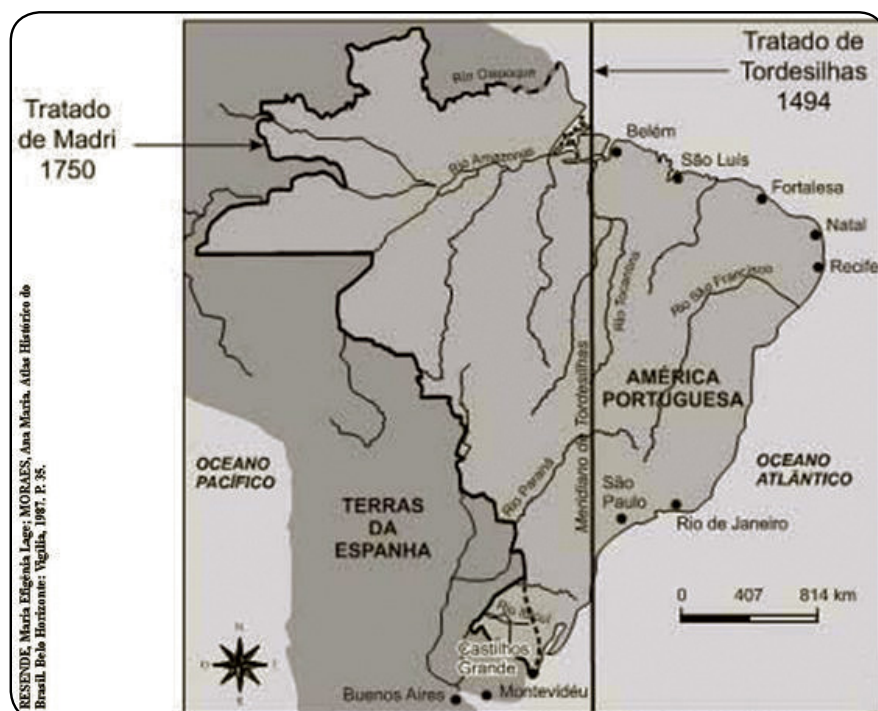 Tratado de
Tordesilhas
1494
Tratado
de Madri
1750
Rio Oiapoque
Belém
São Luís
Fortalesa
Natal
Recife
Rio Amazonas
Rio Tocantins
Rio São Francisco
Meridiano de Tordesilhas
AMÉRICA
PORTUGUESA
OCEANO
PACÍFICO
OCEANO
ATLÂNTICO
Rio Paraná
São
Paulo
Rio de Janeiro
TERRAS
DA
ESPANHA
0 407 814 km
Castilhos
Grande
Buenos Aires
Montevidéu
N
O
E
RESENDE, Maria Efigênia Lage; MORAES, Ana Maria. Atlas Histórico do
Brasil. Belo Horizonte: Vigília, 1987. P. 35.